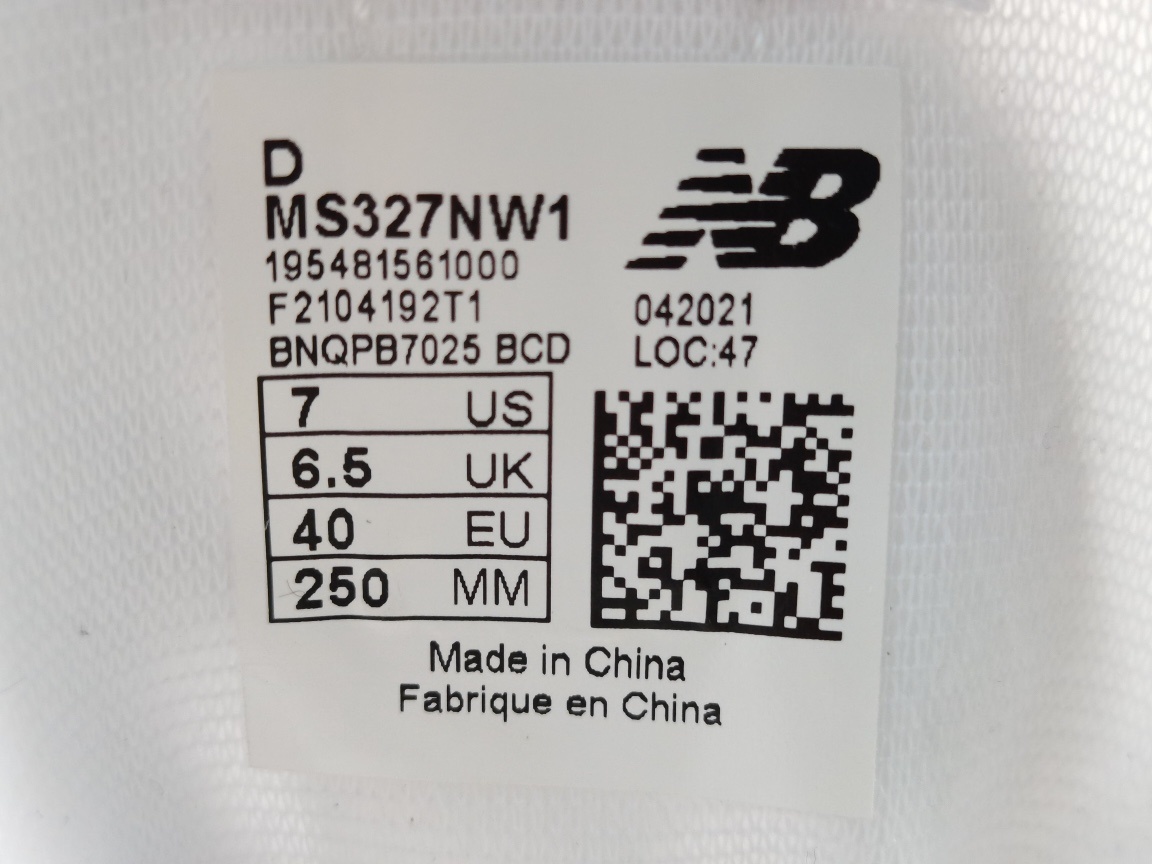 D
MS327NW1
195481561000
F2104192T1
BNQPB7025 BCD
NB
042021
LOC:47
7 US
6.5 UK
40 EU
250 MM
Made in China
Fabrique en China